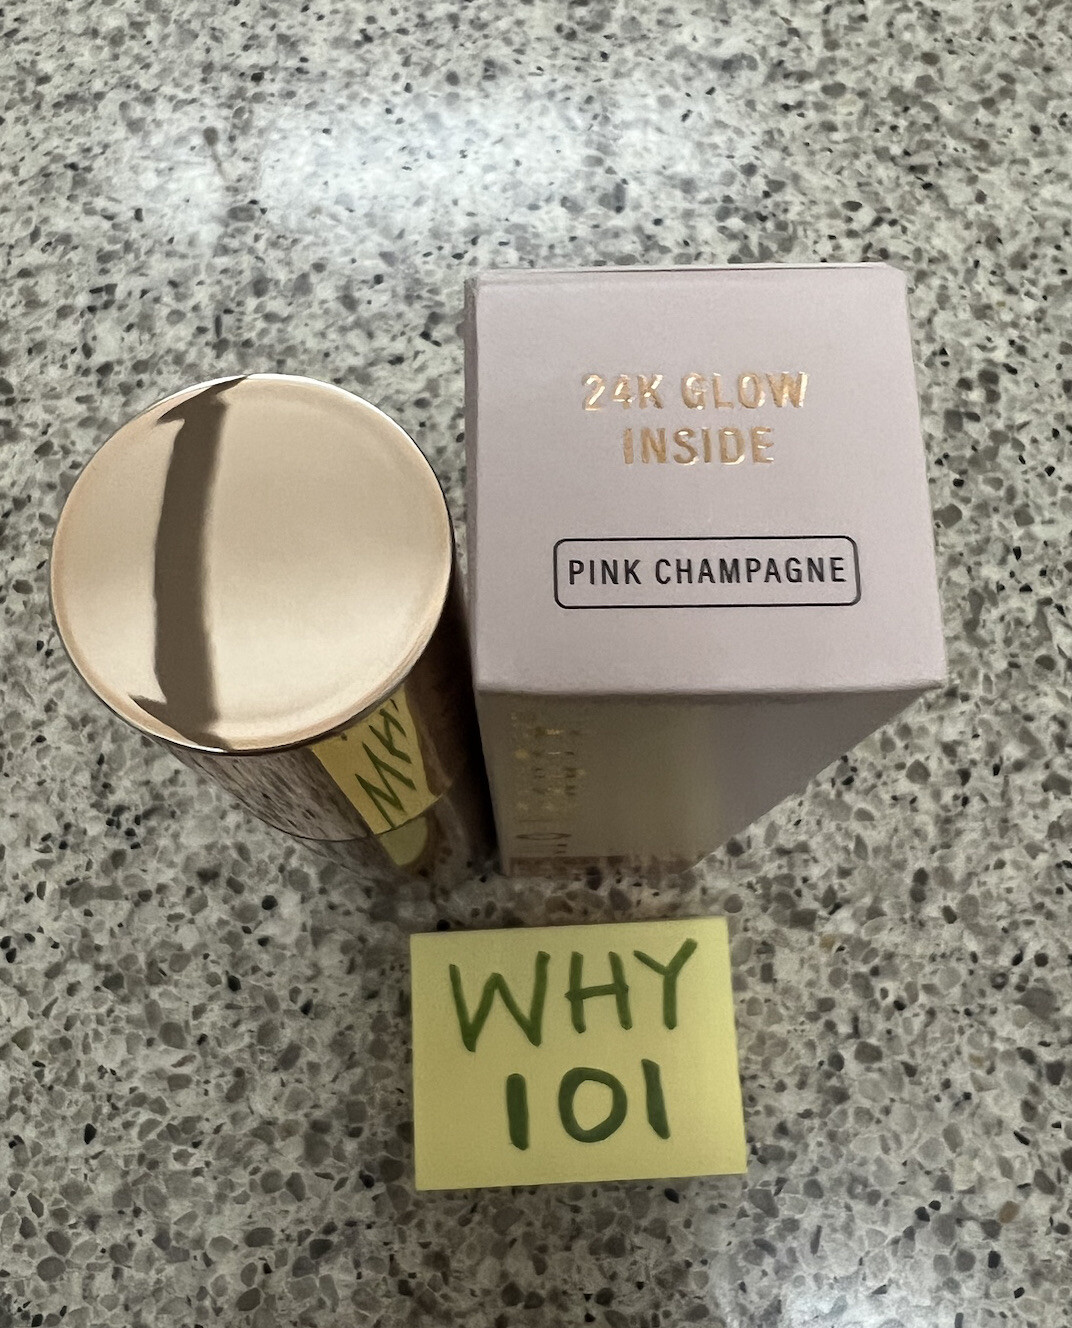 24K GLOW
INSIDE
PINK CHAMPAGNE
WHY
101